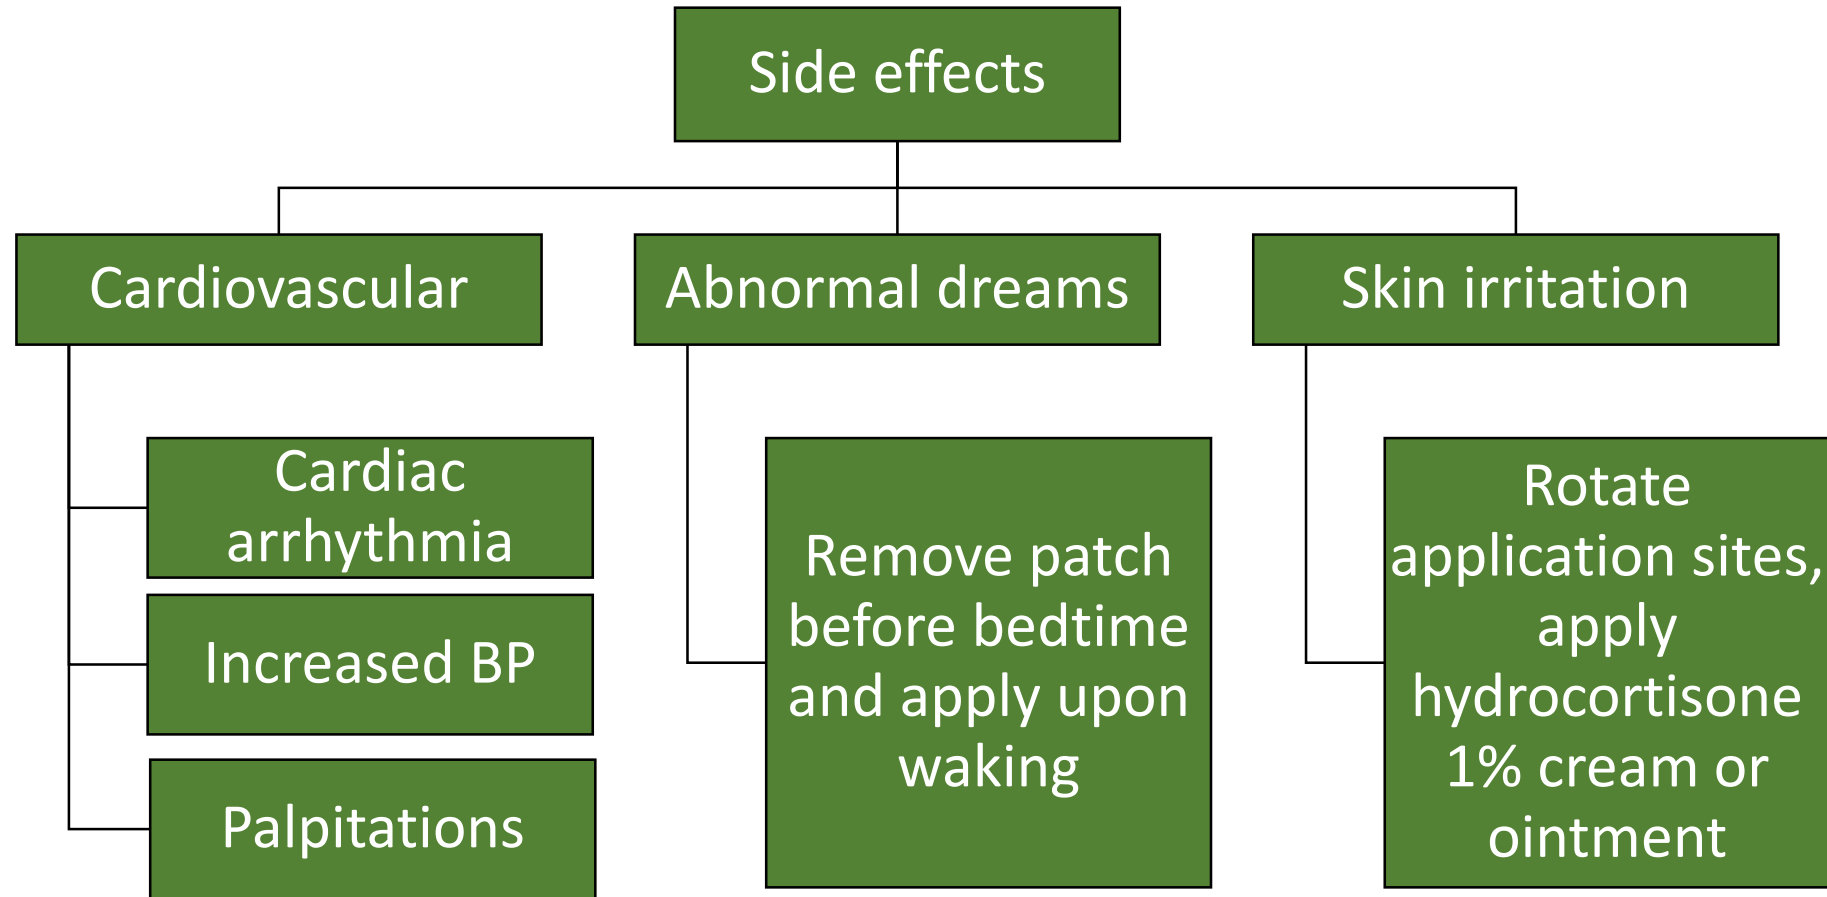 Side effects
Cardiovascular
Cardiac
arrhythmia
Increased BP
Palpitations
Abnormal dreams
Remove patch
before bedtime
and apply upon
waking
Skin irritation
Rotate
application sites,
apply
hydrocortisone
1% cream or
ointment